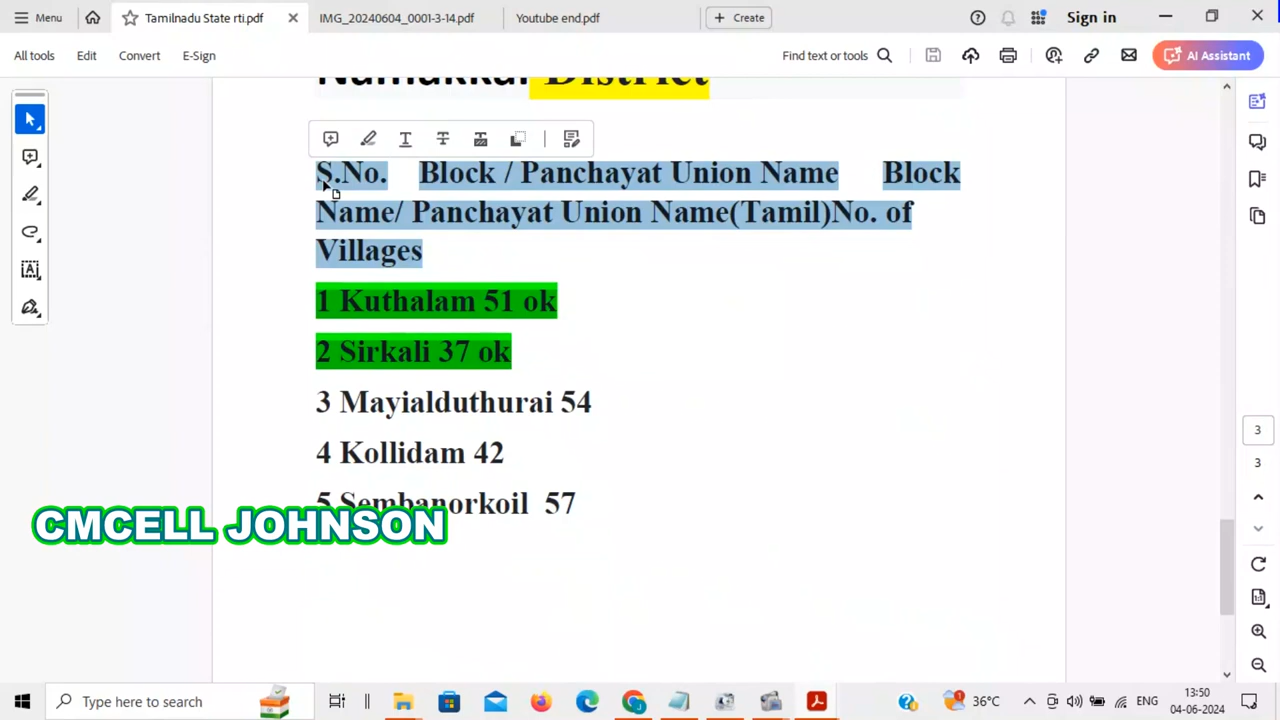 Menu
Tamilnadu State rti.pdf
IMG_20240604_0001-3-14.pdf
Youtube end.pdf
+ Create
Sign in
All tools
Edit
Convert
E-Sign
Find text or tools
AI Assistant
District
S.No. Block / Panchayat Union Name Block
Name/ Panchayat Union Name(Tamil)No. of
Villages
1 Kuthalam 51 ok
2 Sirkali 37 ok
3 Mayialduthurai 54
4 Kollidam 42
5 Sembanorkoil 57
CMCELL JOHNSON
3
3
Type here to search
36°C
ENG
13:50
04-06-2024